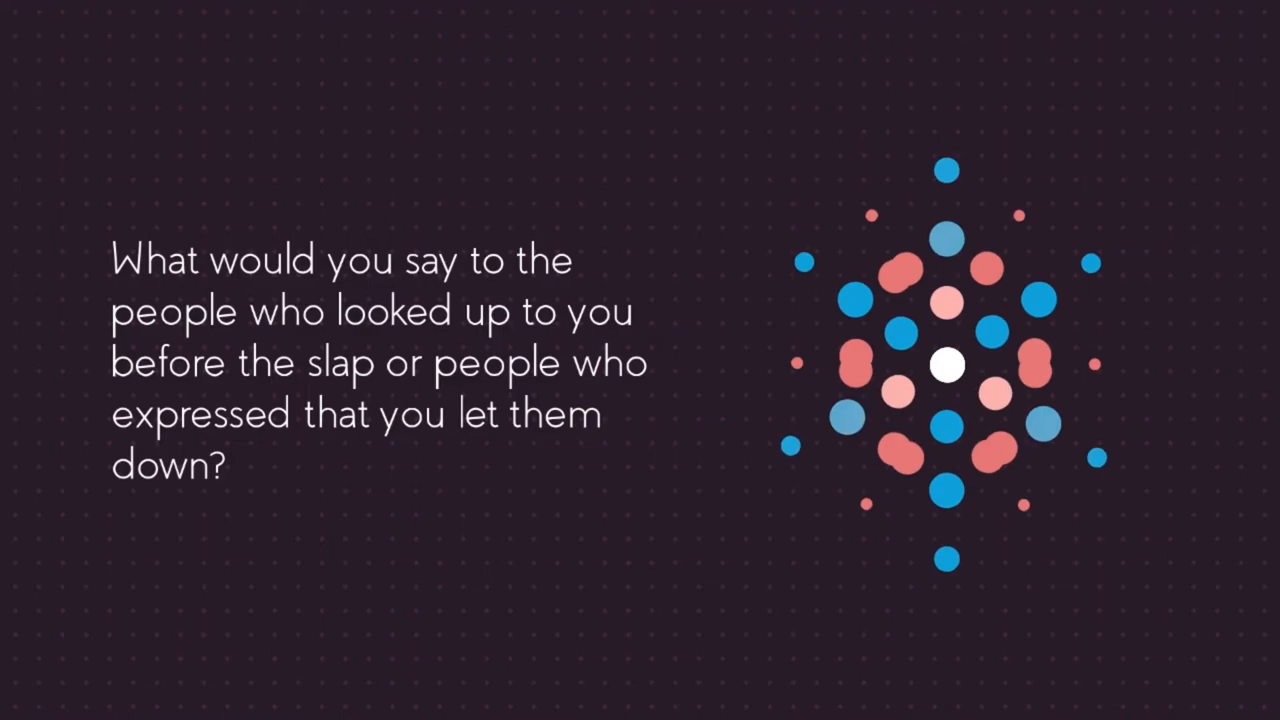 What would you say to the
people who looked up to you
before the slap or people who
expressed that you let them
down?